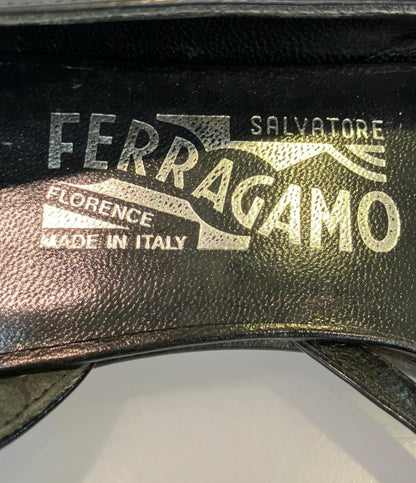 SALVATORE
FERRAGAMO
FLORENCE
MADE IN ITALY